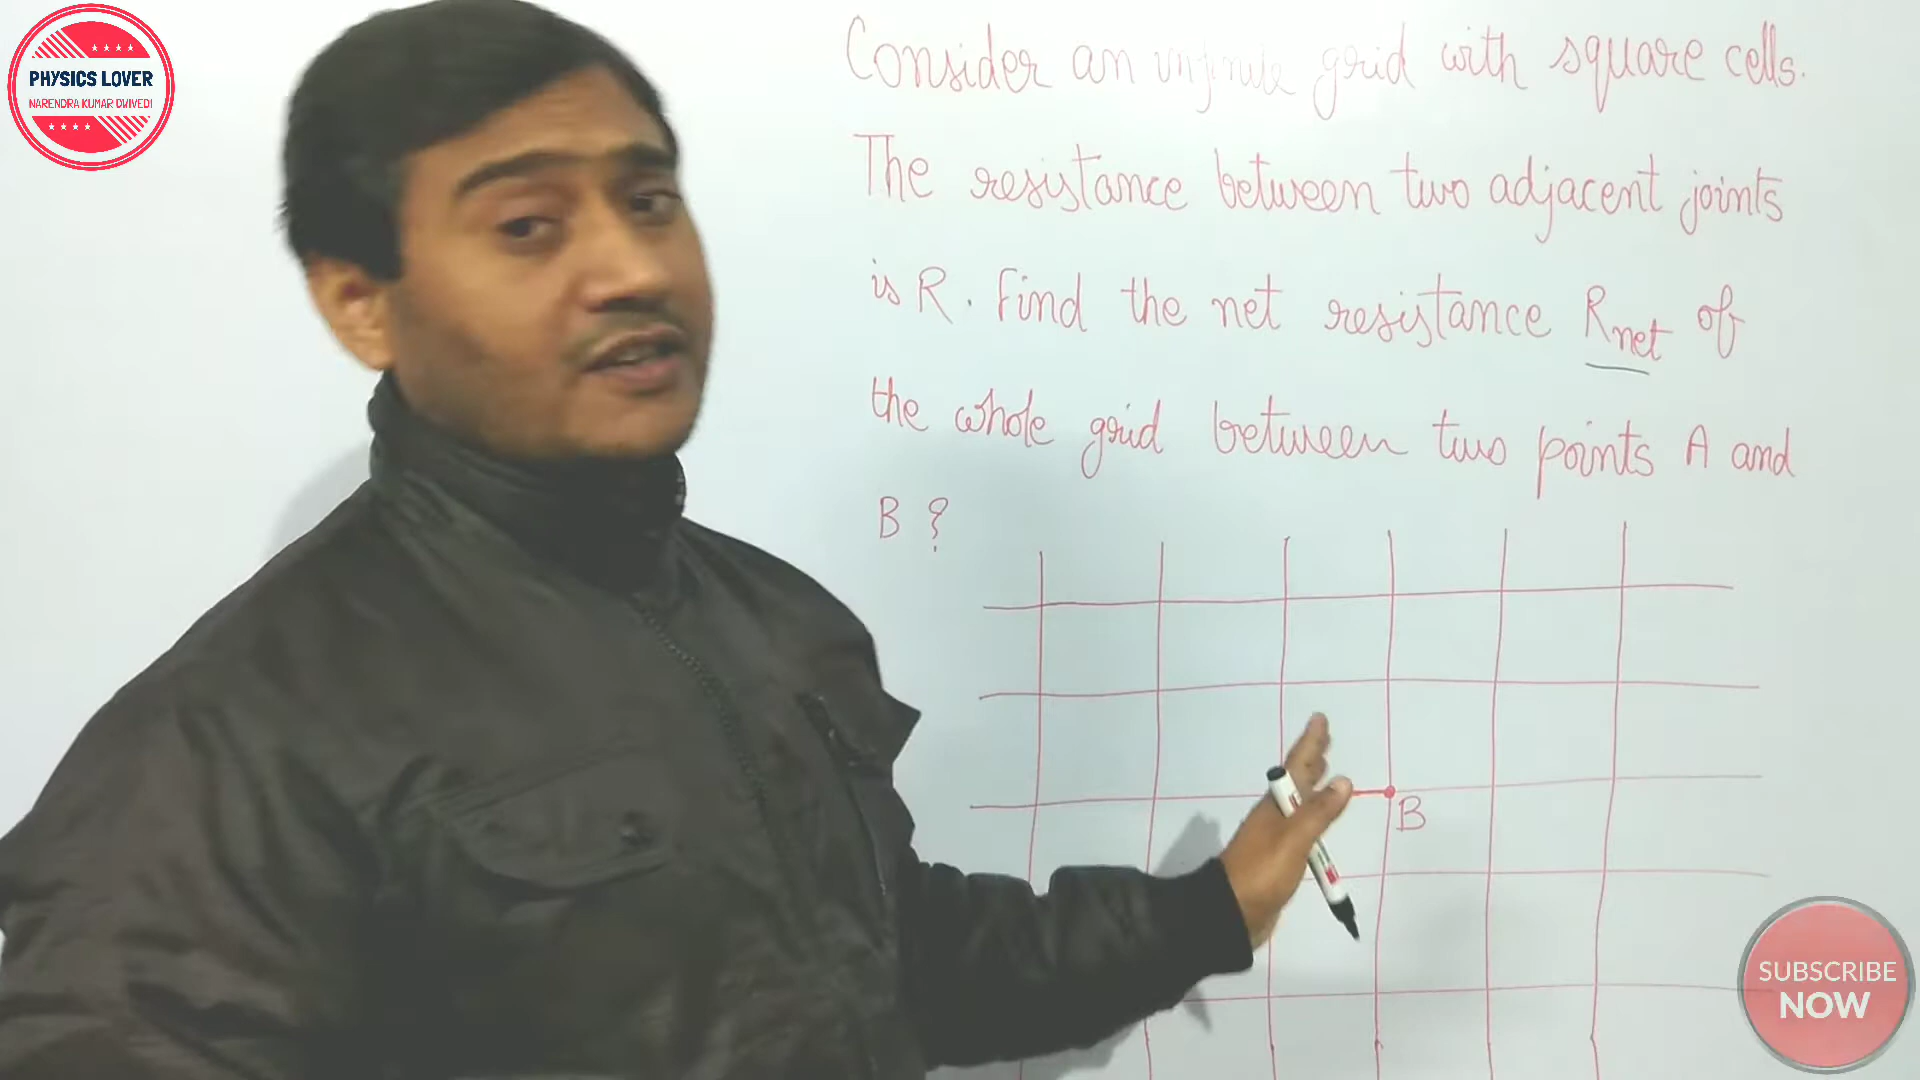 PHYSICS LOVER
NARENDRA KUMAR DWIVEDI
Consider an infinite grid with square cells.
The resistance between two adjacent joints
is R. Find the net resistance Rnet of
the whole grid between two points A and
B ?
B
SUBSCRIBE
NOW